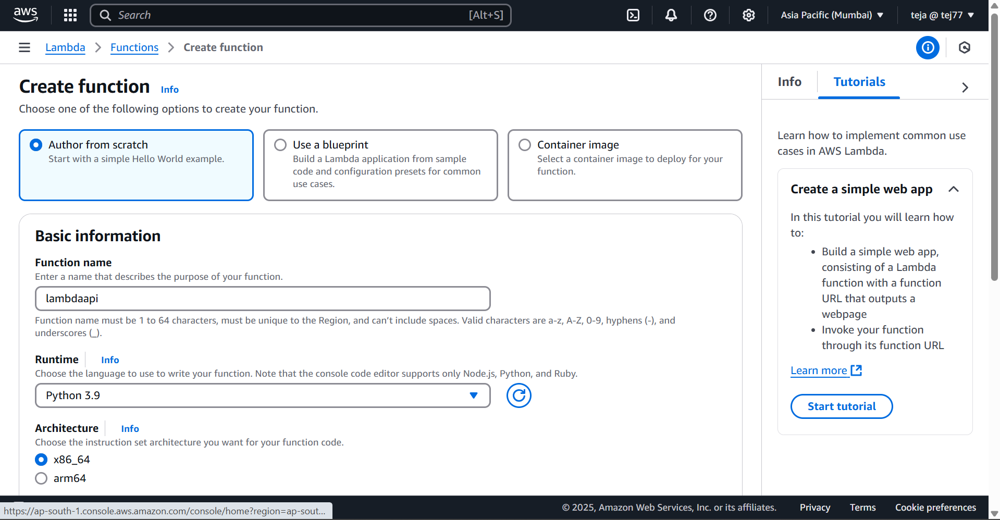 aws
Search
[Alt+S]
Asia Pacific (Mumbai)
teja @ tej77
Lambda
Functions
Create function
Create function
Info
Choose one of the following options to create your function.
Author from scratch
Start with a simple Hello World example.
Use a blueprint
Build a Lambda application from sample
code and configuration presets for common
use cases.
Container image
Select a container image to deploy for your
function.
Basic information
Function name
Enter a name that describes the purpose of your function.
lambdaapi
Function name must be 1 to 64 characters, must be unique to the Region, and can’t include spaces. Valid characters are a-z, A-Z, 0-9, hyphens (-), and
underscores (_).
Runtime
Info
Choose the language to use to write your function. Note that the console code editor supports only Node.js, Python, and Ruby.
Python 3.9
Architecture
Info
Choose the instruction set architecture you want for your function code.
x86_64
arm64
Info
Tutorials
Learn how to implement common use
cases in AWS Lambda.
Create a simple web app
In this tutorial you will learn how
to:
• Build a simple web app,
consisting of a Lambda
function with a function
URL that outputs a
webpage
• Invoke your function
through its function URL
Learn more
Start tutorial
https://ap-south-1.console.aws.amazon.com/console/home?region=ap-sout...
© 2025, Amazon Web Services, Inc. or its affiliates.
Privacy
Terms
Cookie preferences